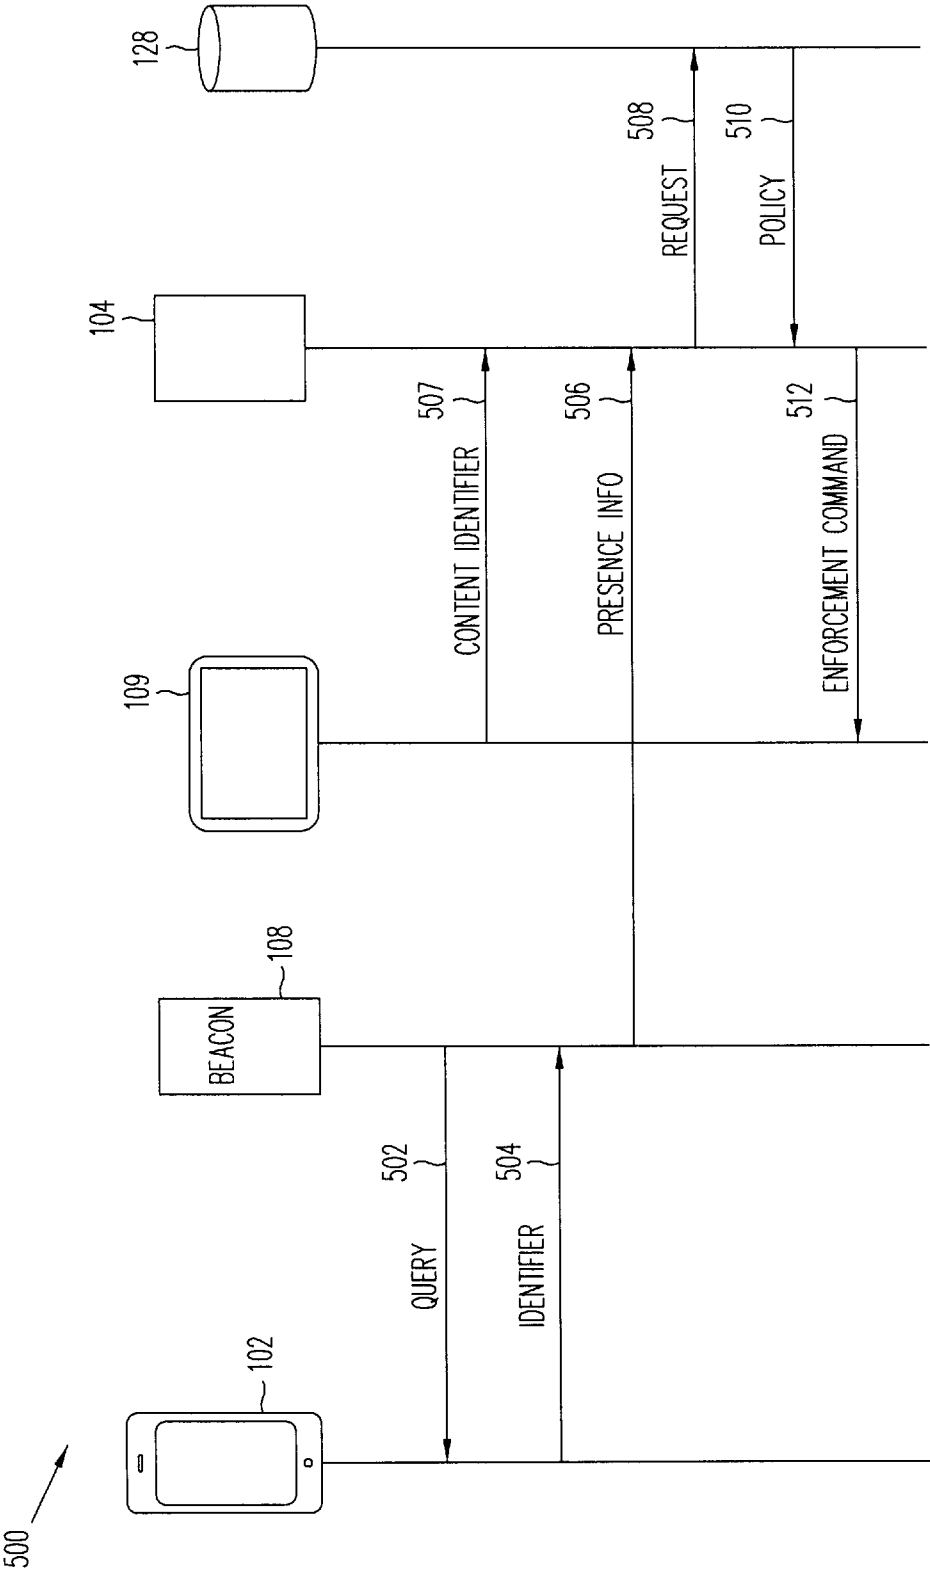 500
102
BEACON
108
109
104
128
QUERY
502
IDENTIFIER
504
CONTENT IDENTIFIER
507
PRESENCE INFO
506
REQUEST
508
POLICY
510
ENFORCEMENT COMMAND
512